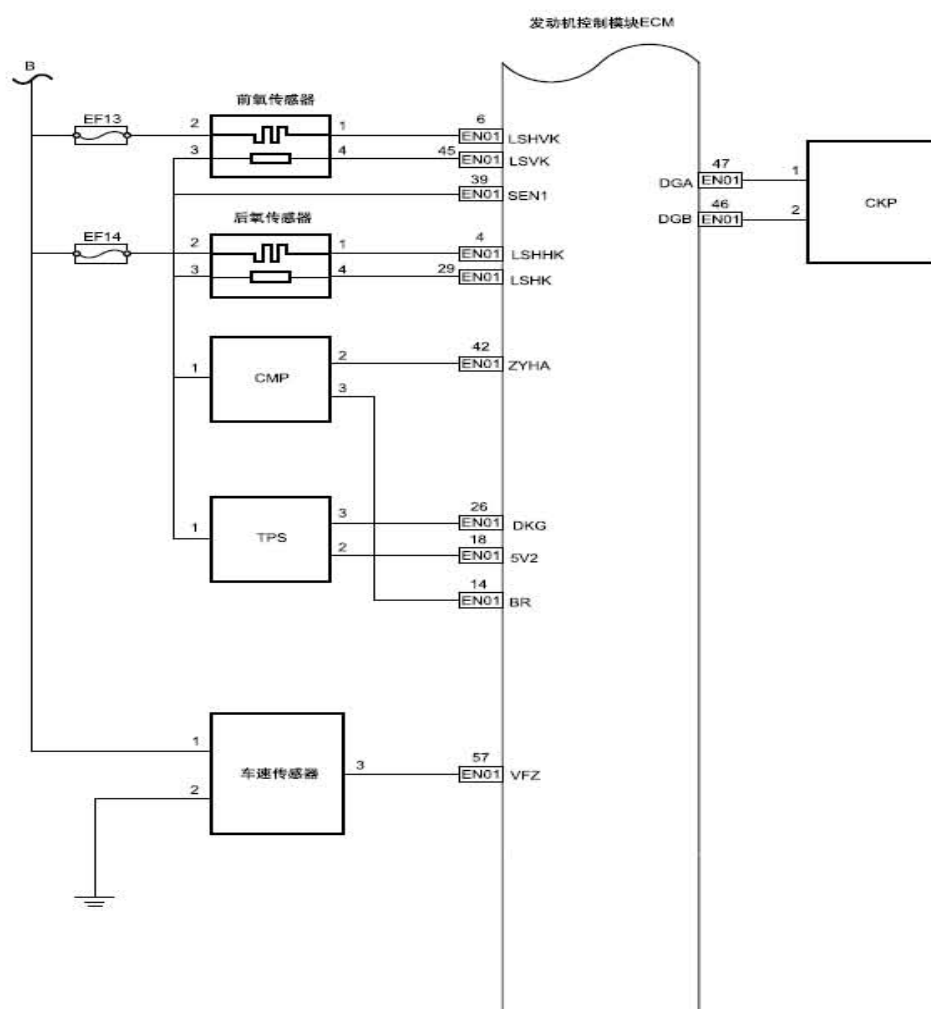 发动机控制模块ECM
B
前氧传感器
EF13
2
1
6
EN01
LSHVK
3
4
45
EN01
LSVK
39
EN01
SEN1
47
DGA
EN01
1
46
DGB
EN01
2
CKP
后氧传感器
EF14
2
1
4
EN01
LSHHK
3
4
29
EN01
LSHK
1
CMP
2
42
EN01
ZYHA
3
1
TPS
3
26
EN01
DKG
2
18
EN01
5V2
14
EN01
BR
1
车速传感器
2
3
57
EN01
VFZ